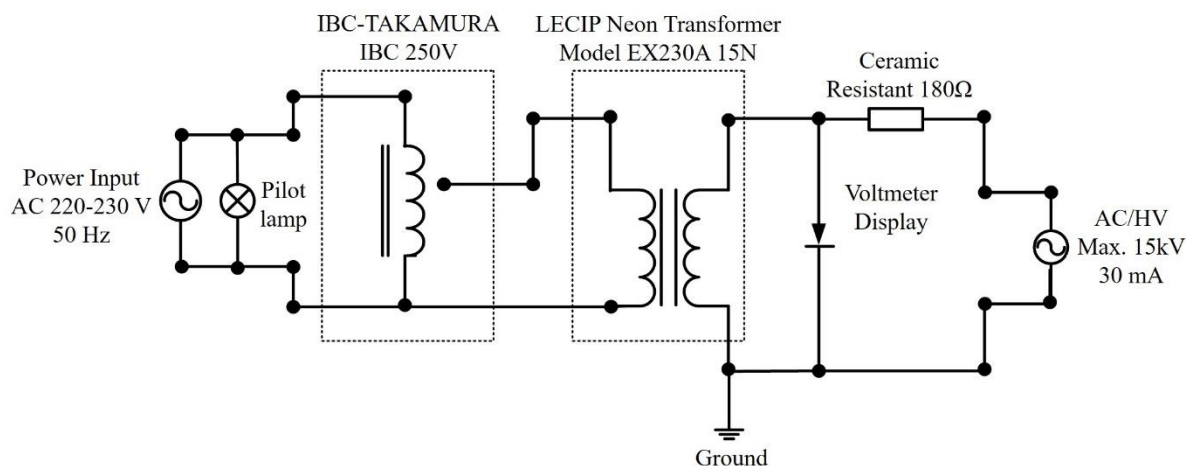 IBC-TAKAMURA
IBC 250V
LECIP Neon Transformer
Model EX230A 15N
Ceramic
Resistant 180Ω
Power Input
AC 220-230 V
50 Hz
Pilot
lamp
Voltmeter
Display
AC/HV
Max. 15kV
30 mA
Ground